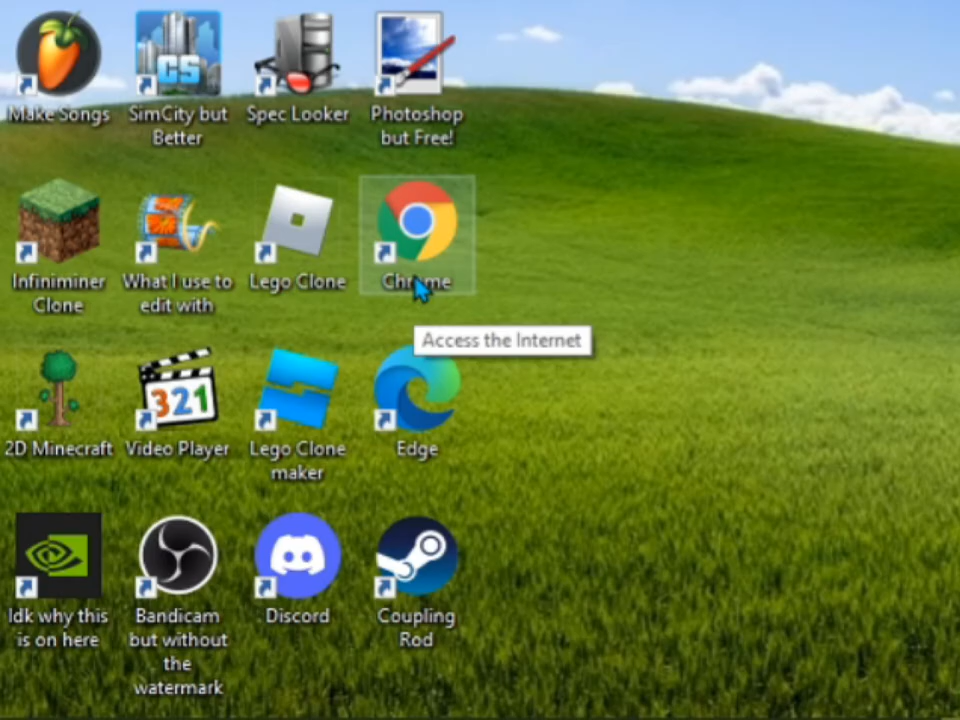 Make Songs
SimCity but
Better
Spec Looker
Photoshop
but Free!
CS
Infiniminer
Clone
What I use to
edit with
Lego Clone
Chrome
Access the Internet
2D Minecraft
321
Video Player
Lego Clone
maker
Edge
Idk why this
is on here
Bandicam
but without
the
watermark
Discord
Coupling
Rod